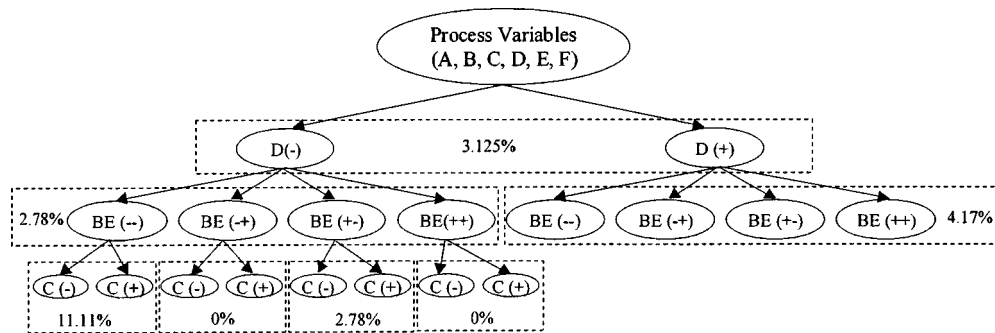 Process Variables
(A, B, C, D, E, F)
D(-)
3.125%
D (+)
2.78%
BE (--)
BE (-+)
BE (+-)
BE(++)
BE (--)
BE (-+)
BE (+-)
BE (++)
4.17%
C (-)
C (+)
C (-)
C (+)
C (-)
C (+)
C (-)
C (+)
11.11%
0%
2.78%
0%